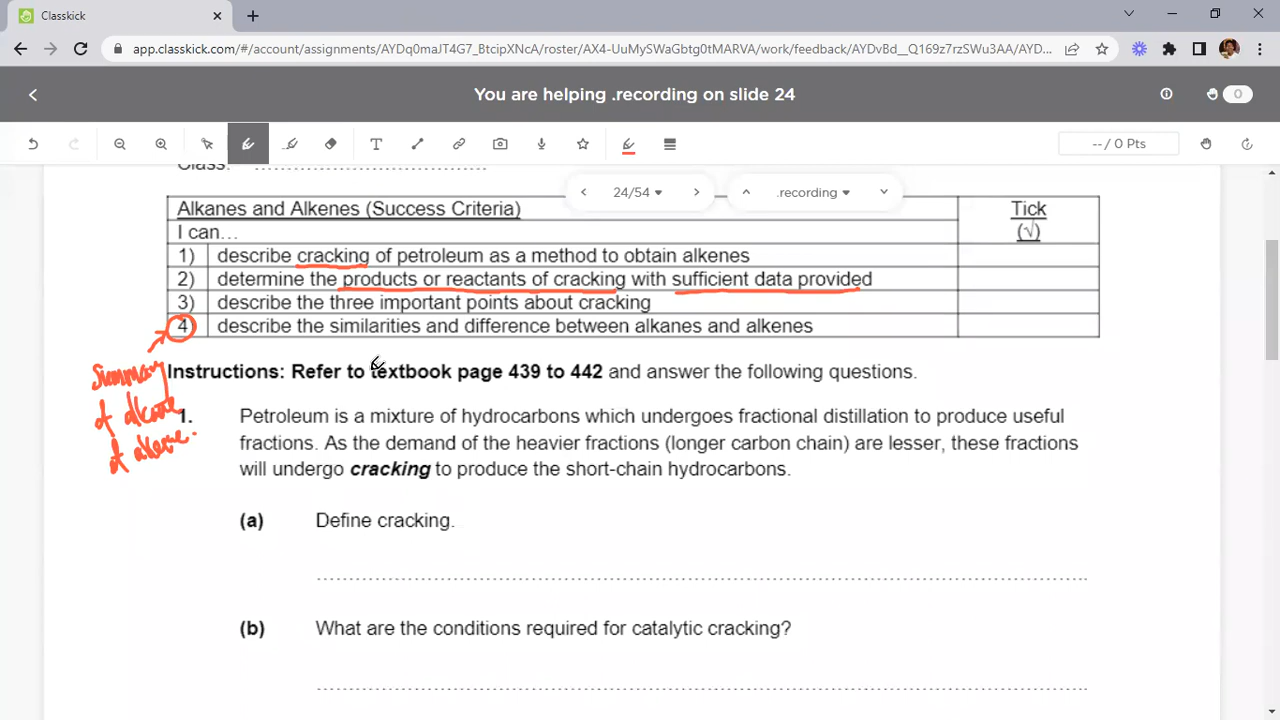 Classkick
app.classkick.com/#/account/assignments/AYDq0maJT4G7_BtcipXNnA/roster/AX4-UuMySWaGbtg0tMARVA/work/feedback/AYDvBd__Q169z7rzSWu3AA/AYD...
You are helping .recording on slide 24
0
-- / 0 Pts
Class:
24/54
.recording
Alkanes and Alkenes (Success Criteria)
Tick
(√)
I can…
1) describe cracking of petroleum as a method to obtain alkenes
2) determine the products or reactants of cracking with sufficient data provided
3) describe the three important points about cracking
4) describe the similarities and difference between alkanes and alkenes
Summary
of alkane
Instructions: Refer to textbook page 439 to 442 and answer the following questions.
1. Petroleum is a mixture of hydrocarbons which undergoes fractional distillation to produce useful
fractions. As the demand of the heavier fractions (longer carbon chain) are lesser, these fractions
will undergo cracking to produce the short-chain hydrocarbons.
(a) Define cracking.
(b) What are the conditions required for catalytic cracking?